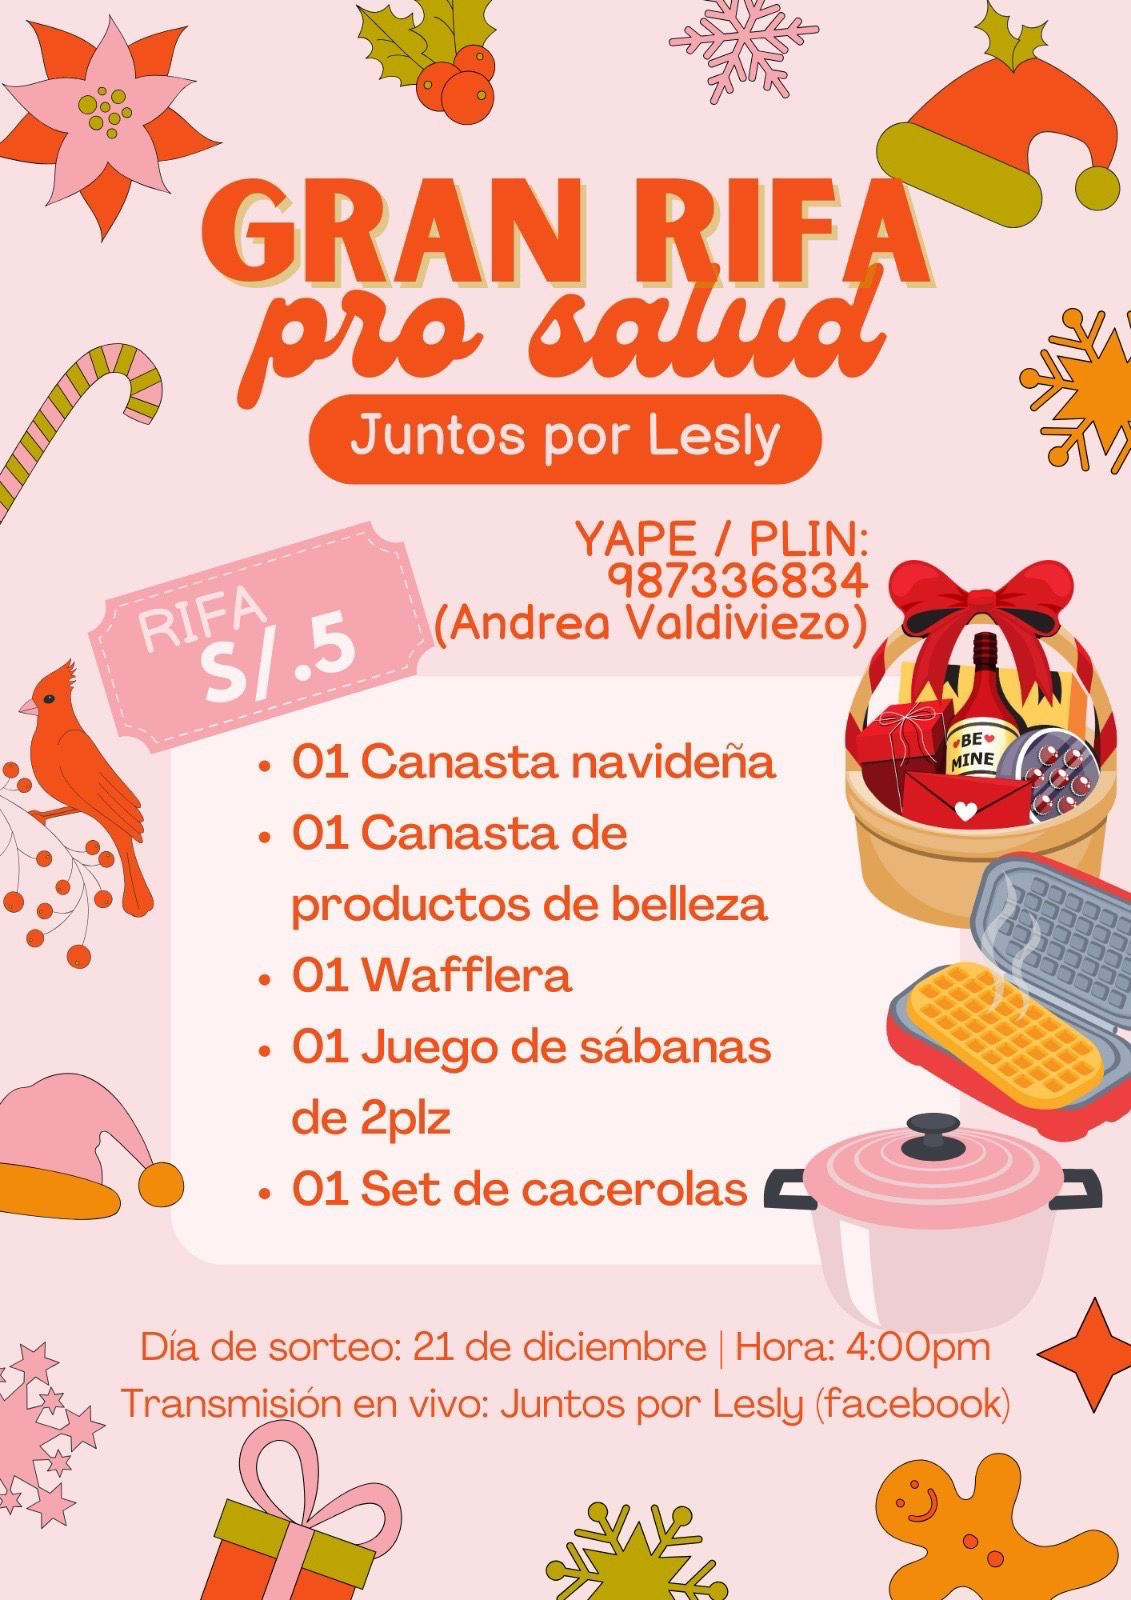 GRAN RIFA
pro salud
Juntos por Lesly
YAPE / PLIN:
987336834
(Andrea Valdiviezo)
RIFA
S/.5
• 01 Canasta navideña
• 01 Canasta de
productos de belleza
• 01 Wafflera
• 01 Juego de sábanas
de 2plz
• 01 Set de cacerolas
BE
MINE
Día de sorteo: 21 de diciembre | Hora: 4:00pm
Transmisión en vivo: Juntos por Lesly (facebook)